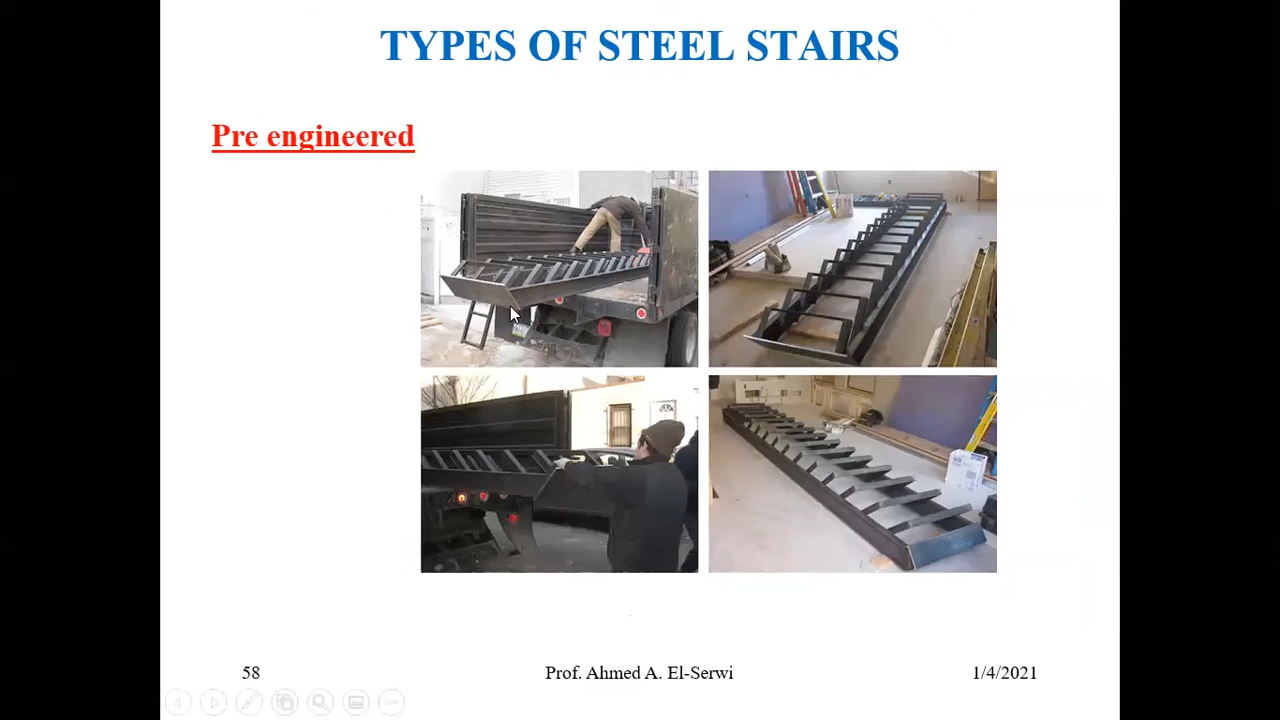 TYPES OF STEEL STAIRS
Pre engineered
58
Prof. Ahmed A. El-Serwi
1/4/2021